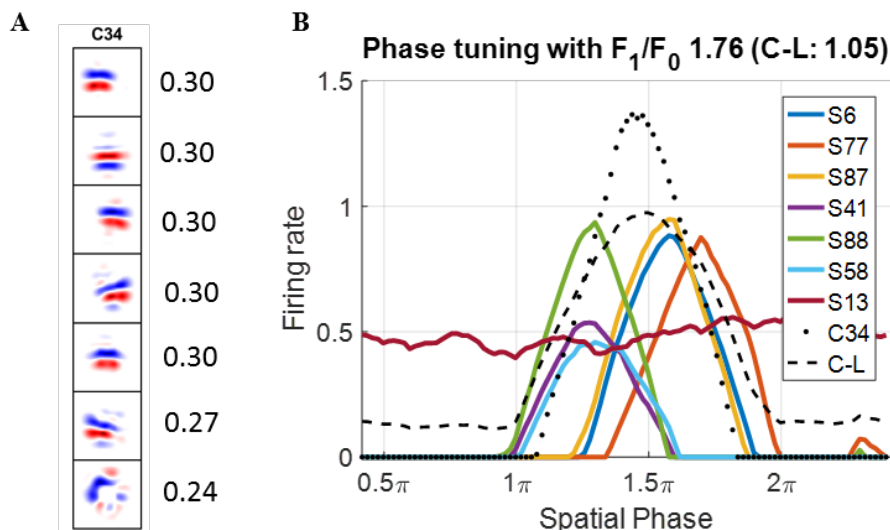 A
C34
0.30
0.30
0.30
0.30
0.30
0.27
0.24
B
Phase tuning with F1/F0 1.76 (C-L: 1.05)
1.5
1
0.5
0
Firing rate
0.5π
1π
1.5π
2π
Spatial Phase
S6
S77
S87
S41
S88
S58
S13
C34
C-L